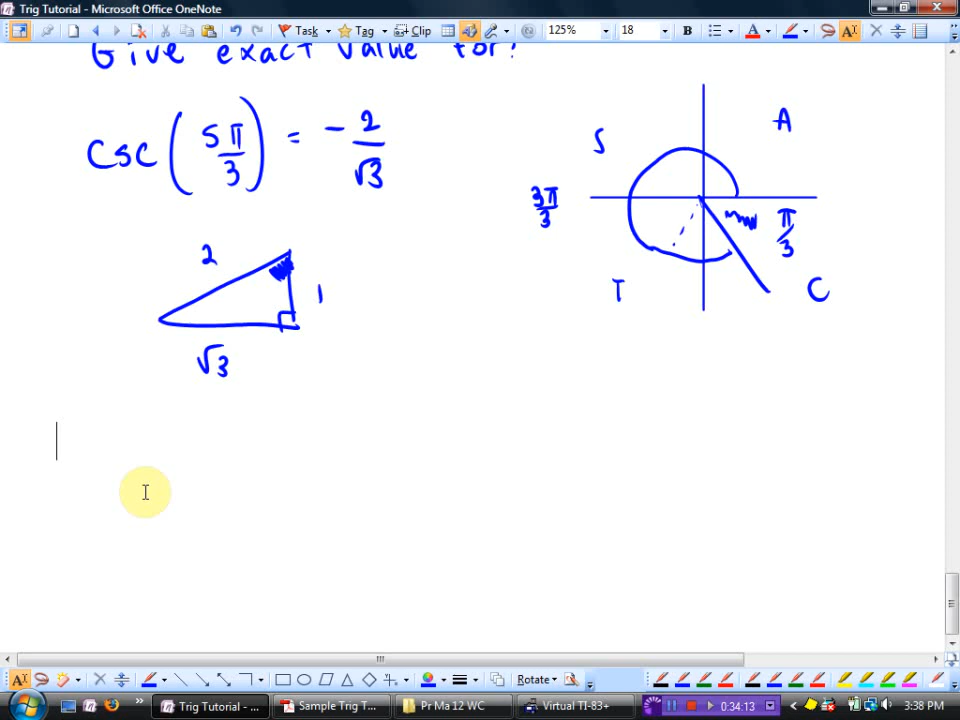 Trig Tutorial - Microsoft Office OneNote
Task Tag Clip 125% 18 B A
Give exact value for:
csc(5π/3) = -2/√3
S A
3π/3 π/3
T C
2
1
√3
Rotate
Trig Tutorial - ... Sample Trig T... Pr Ma 12 WC Virtual TI-83+ 0:34:13 3:38 PM